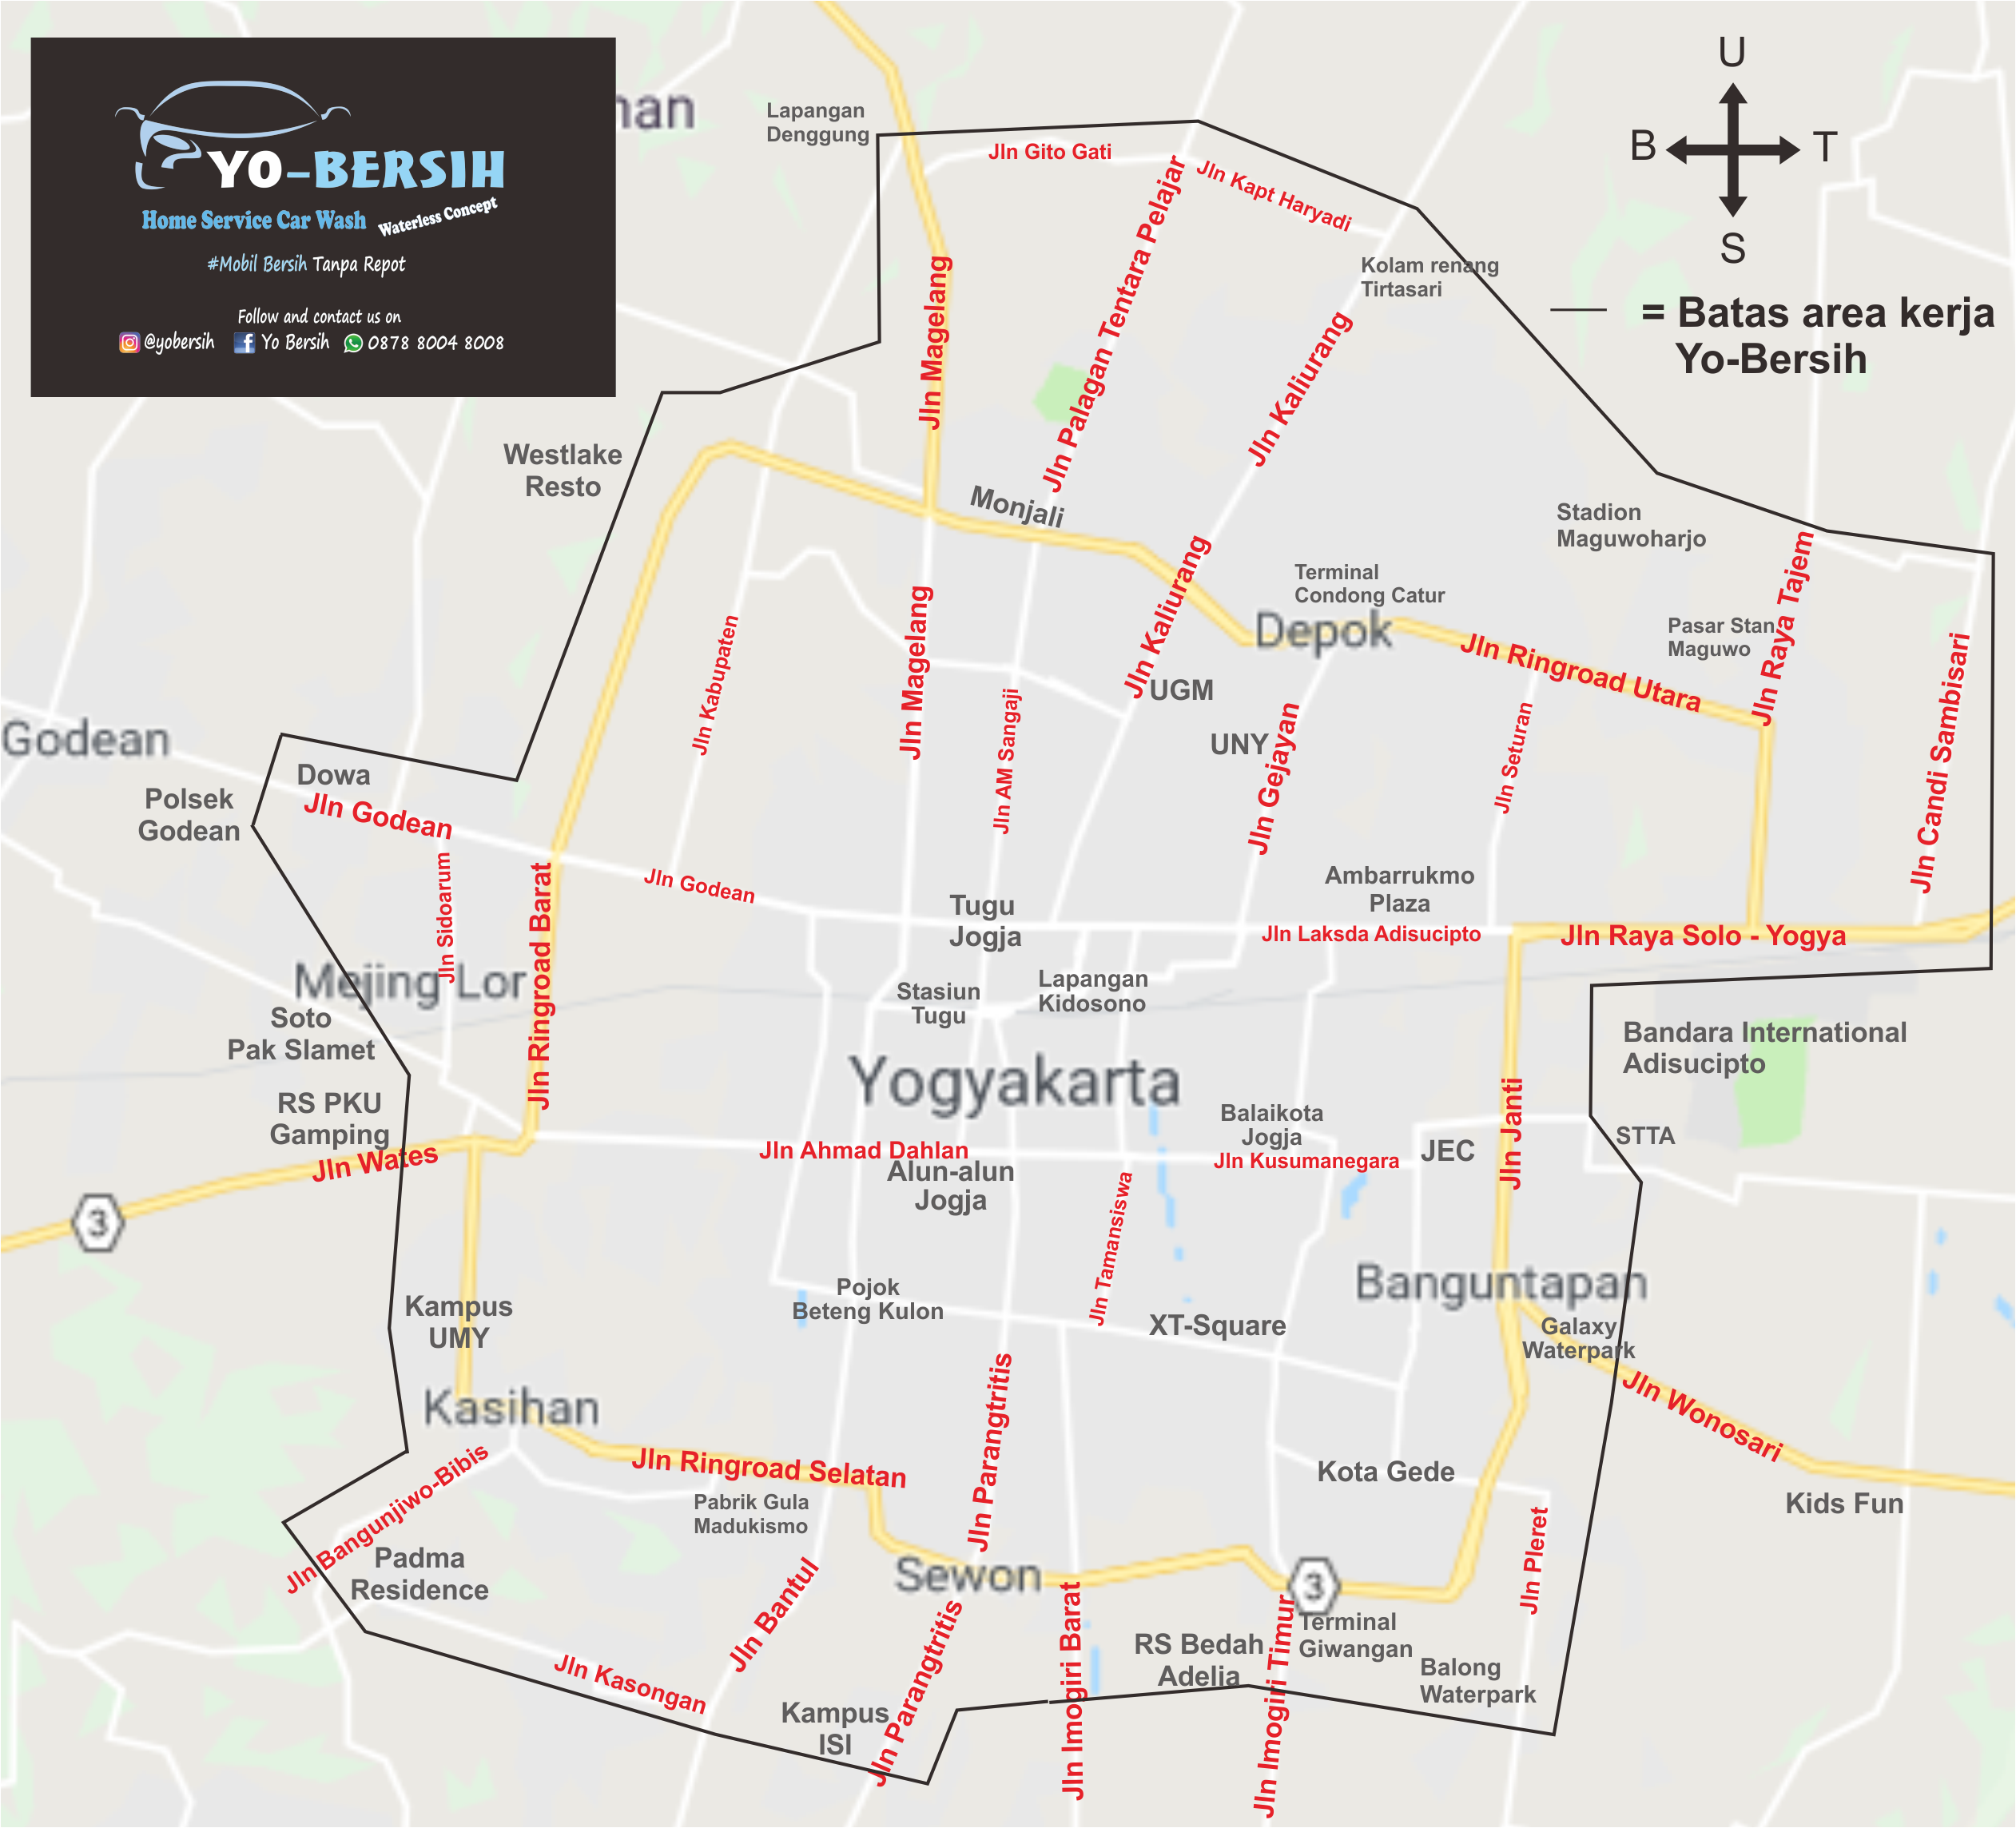 YO-BERSIH
Home Service Car Wash Waterless Concept
#Mobil Bersih Tanpa Repot
Follow and contact us on
@yobersih Yo Bersih 0878 8004 8008
man
Lapangan
Denggung
Jln Gito Gati
Jln Kapt Haryadi
U
B T
S
= Batas area kerja
Yo-Bersih
Kolam renang
Tirtasari
Jln Magelang
Jln Palagan Tentara Pelajar
Jln Kaliurang
Westlake
Resto
Monjali
Stadion
Maguwoharjo
Terminal
Condong Catur
Depok
Jln Ringroad Utara
Pasar Stan
Maguwo
Jln Raya Tajem
Jln Candi Sambisari
Jln Kabupaten
Jln Magelang
Jln AM Sangaji
Jln Kaliurang
UGM
UNY
Jln Gejayan
Jln Seturan
Godean
Dowa
Polsek
Godean
Jln Godean
Jln Sidoarum
Jln Ringroad Barat
Jln Godean
Tugu
Jogja
Ambarrukmo
Plaza
Jln Laksda Adisucipto
Jln Raya Solo - Yogya
Mejing Lor
Stasiun
Tugu
Lapangan
Kidosono
Soto
Pak Slamet
Bandara International
Adisucipto
Yogyakarta
RS PKU
Gamping
Jln Wates
Jln Ahmad Dahlan
Alun-alun
Jogja
Balaikota
Jogja
Jln Kusumanegara
JEC
Jln Janti
STTA
3
Jln Tamansiswa
Kampus
UMY
Pojok
Beteng Kulon
XT-Square
Banguntapan
Galaxy
Waterpark
Jln Wonosari
Kasihan
Jln Parangtritis
Jln Ringroad Selatan
Jln Bangunjiwo-Bibis
Pabrik Gula
Madukismo
Kota Gede
Kids Fun
Jln Pleret
Padma
Residence
Sewon
3
Jln Bantul
Jln Parangtritis
Jln Imogiri Barat
Jln Imogiri Timur
RS Bedah
Adelia
Terminal
Giwangan
Balong
Waterpark
Jln Kasongan
Kampus
ISI